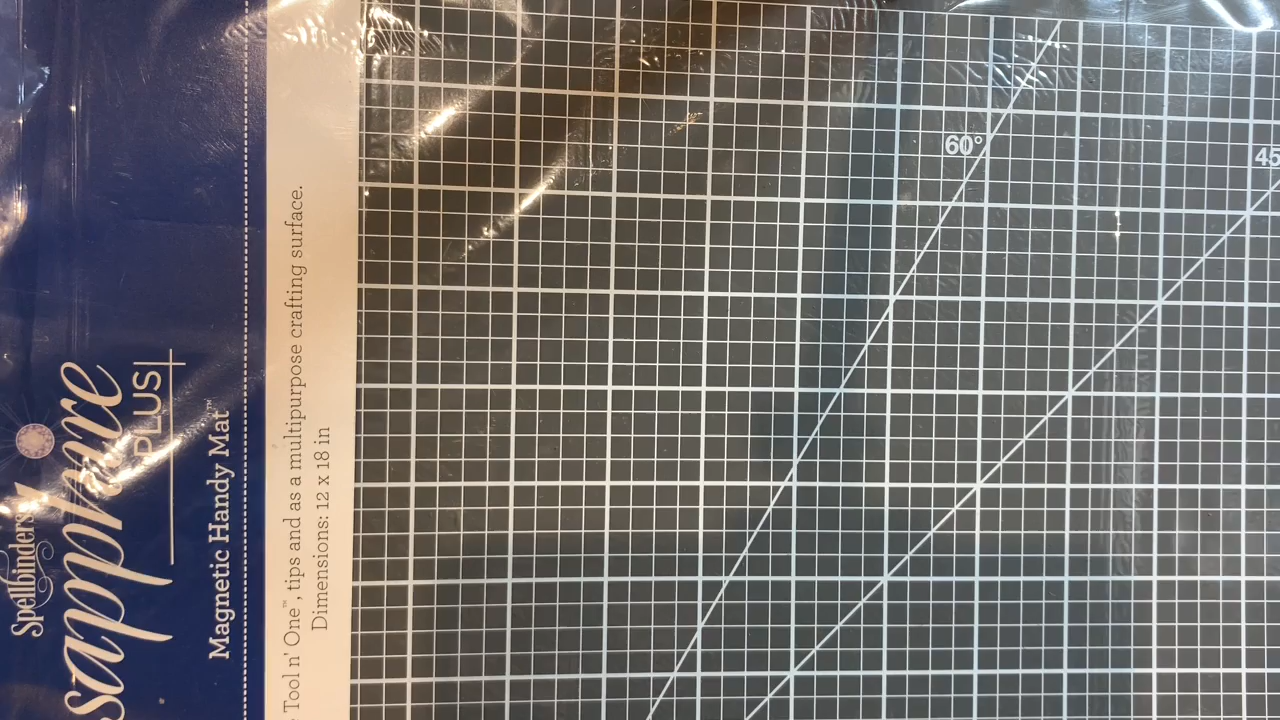 Spellbinders
PLUS
Magnetic Handy Mat™
Tool n' One™, tips and as a multipurpose crafting surface.
Dimensions: 12 x 18 in
60°
45